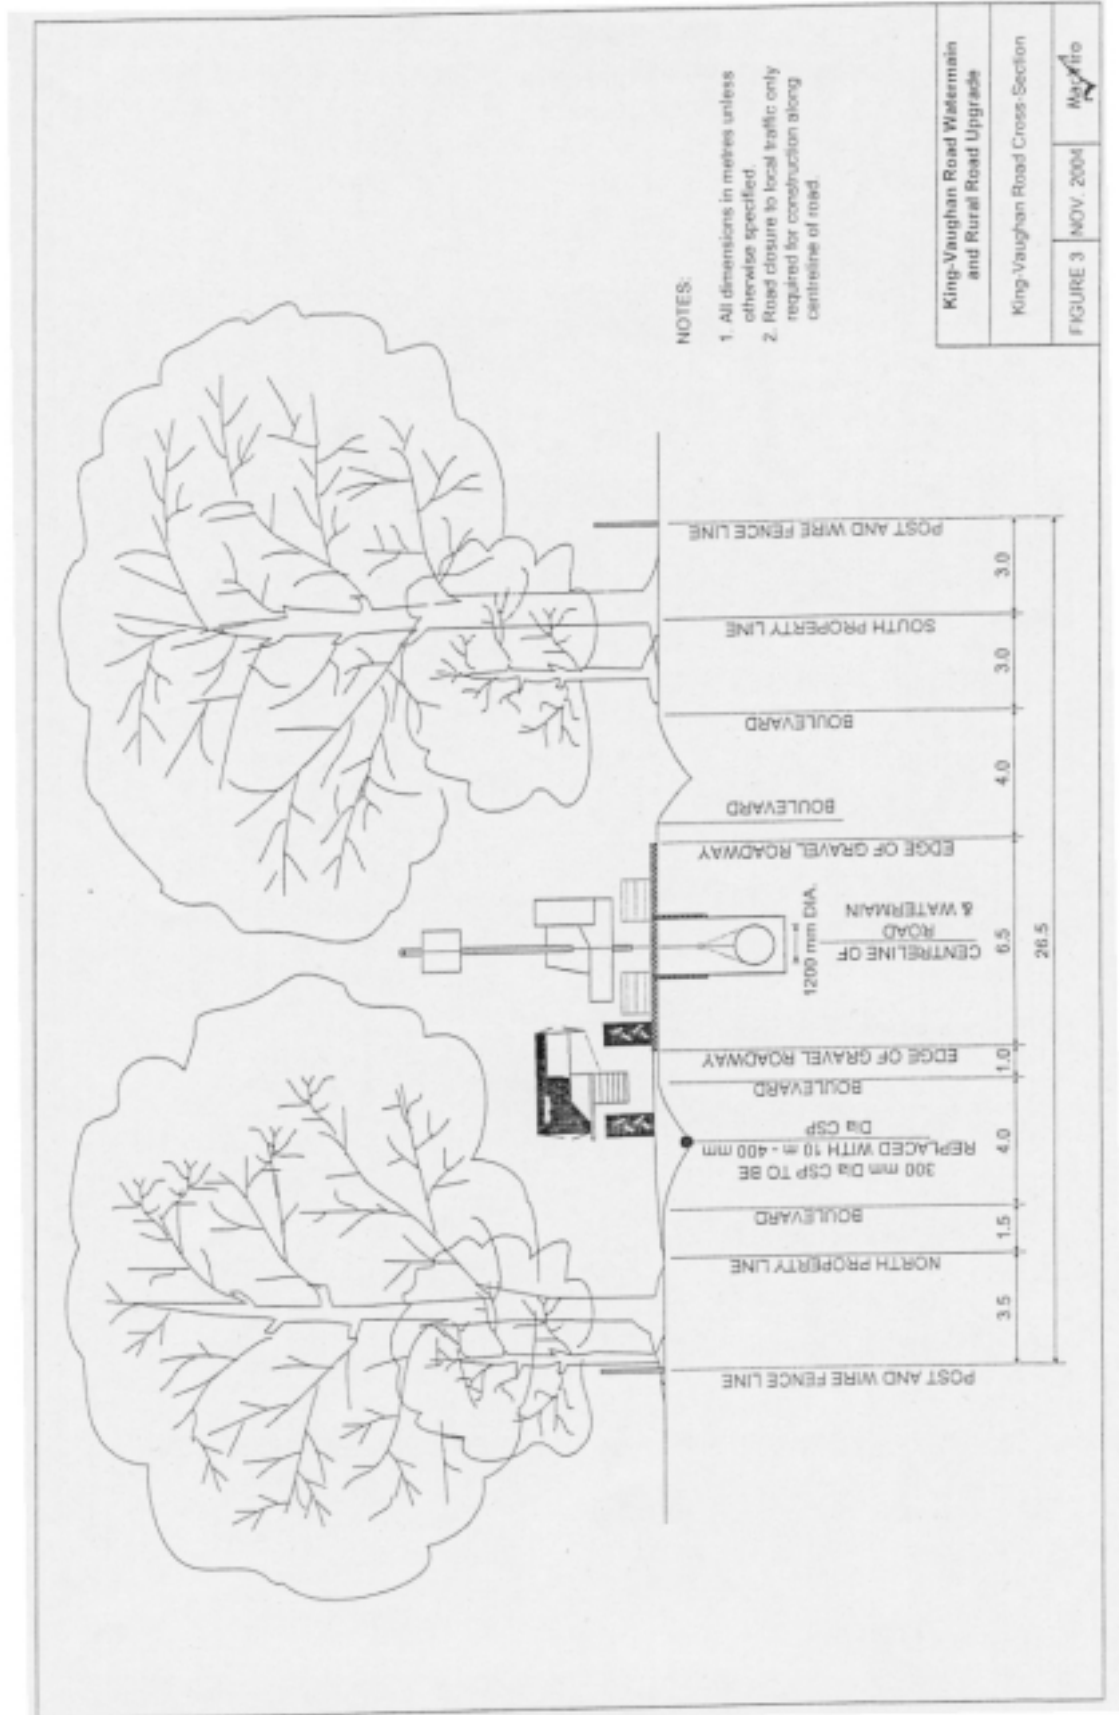 NOTES:
1. All dimensions in metres unless
otherwise specified.
2. Road closure to local traffic only
required for construction along
centreline of road.
POST AND WIRE FENCE LINE
NORTH PROPERTY LINE
BOULEVARD
300 mm Dia CSP TO BE
REPLACED WITH 10 m - 400 mm
Dia CSP
BOULEVARD
EDGE OF GRAVEL ROADWAY
1200 mm DIA.
CENTRELINE OF
ROAD
& WATERMAIN
EDGE OF GRAVEL ROADWAY
BOULEVARD
BOULEVARD
SOUTH PROPERTY LINE
POST AND WIRE FENCE LINE
3.5
1.5
4.0
1.0
6.5
4.0
3.0
3.0
26.5
King-Vaughan Road Watermain
and Rural Road Upgrade
King-Vaughan Road Cross-Section
FIGURE 3
NOV. 2004